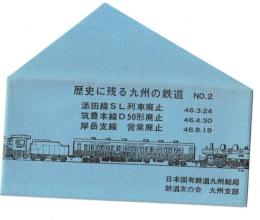 歴史に残る九州の鉄道 NO.2
添田線SL列車廃止 46.3.24
筑豊本線D50形廃止 46.4.30
岸岳支線 営業廃止 46.8.19
日本国有鉄道九州総局
鉄道友の会 九州支部